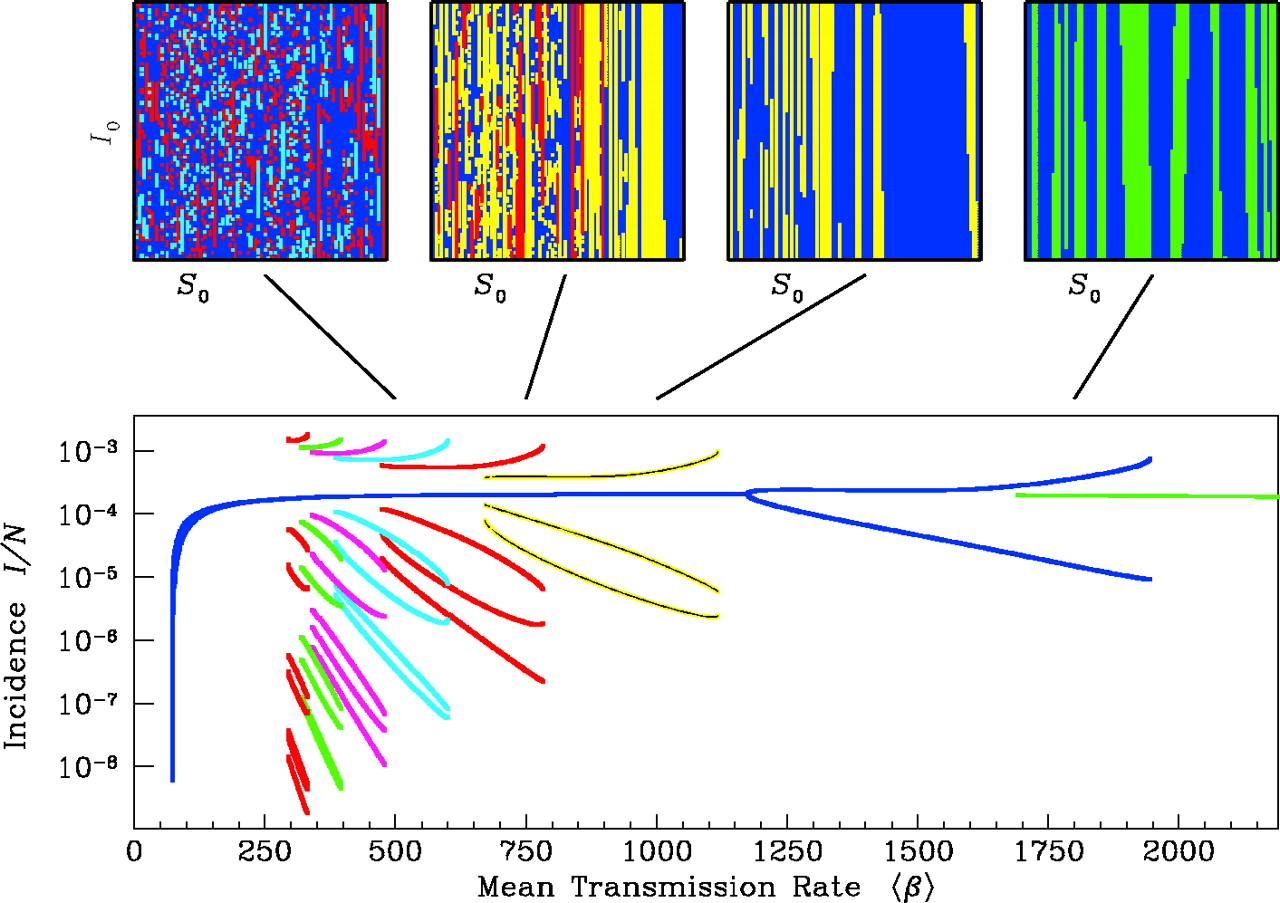 I₀
S₀ S₀ S₀ S₀
Incidence I/N
10⁻³
10⁻⁴
10⁻⁵
10⁻⁶
10⁻⁷
10⁻⁸
0 250 500 750 1000 1250 1500 1750 2000
Mean Transmission Rate ⟨β⟩